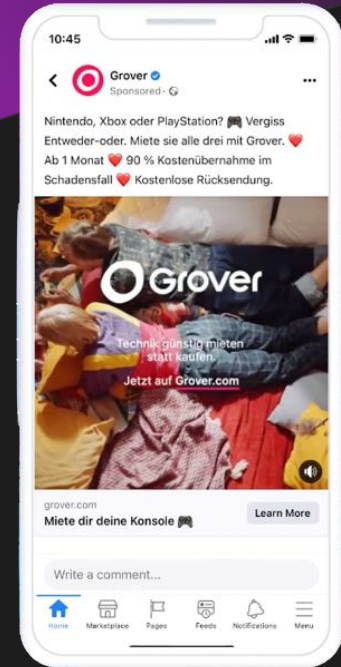 10:45
Grover
Sponsored ·
Nintendo, Xbox oder PlayStation? 🎮 Vergiss
Entweder-oder. Miete sie alle drei mit Grover. ❤️
Ab 1 Monat ❤️ 90 % Kostenübernahme im
Schadensfall ❤️ Kostenlose Rücksendung.
Grover
Technik günstig mieten
statt kaufen.
Jetzt auf Grover.com
grover.com
Miete dir deine Konsole 🎮
Learn More
Write a comment...
Home Marketplace Pages Feeds Notifications Menu